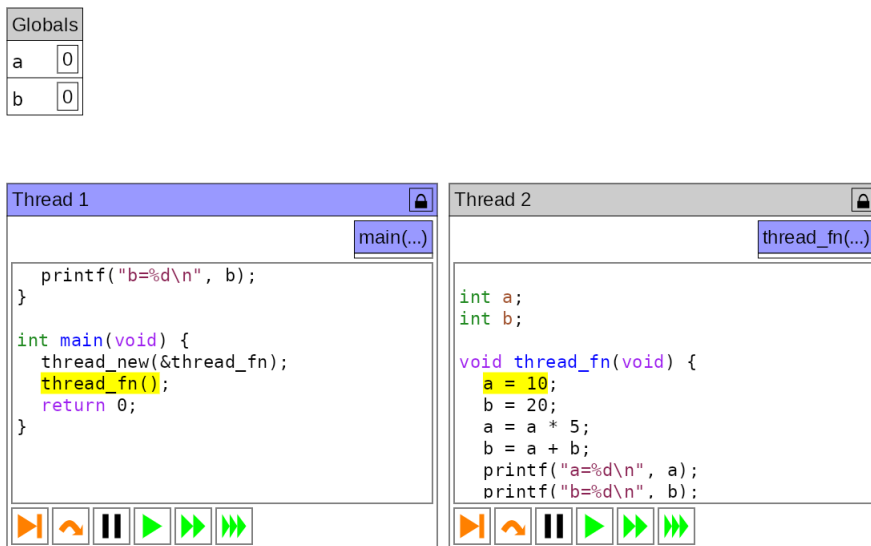 Globals
a 0
b 0
Thread 1
main(...)
printf("b=%d\n", b);
}
int main(void) {
thread_new(&thread_fn);
thread_fn();
return 0;
}
Thread 2
thread_fn(...)
int a;
int b;
void thread_fn(void) {
a = 10;
b = 20;
a = a * 5;
b = a + b;
printf("a=%d\n", a);
printf("b=%d\n", b);